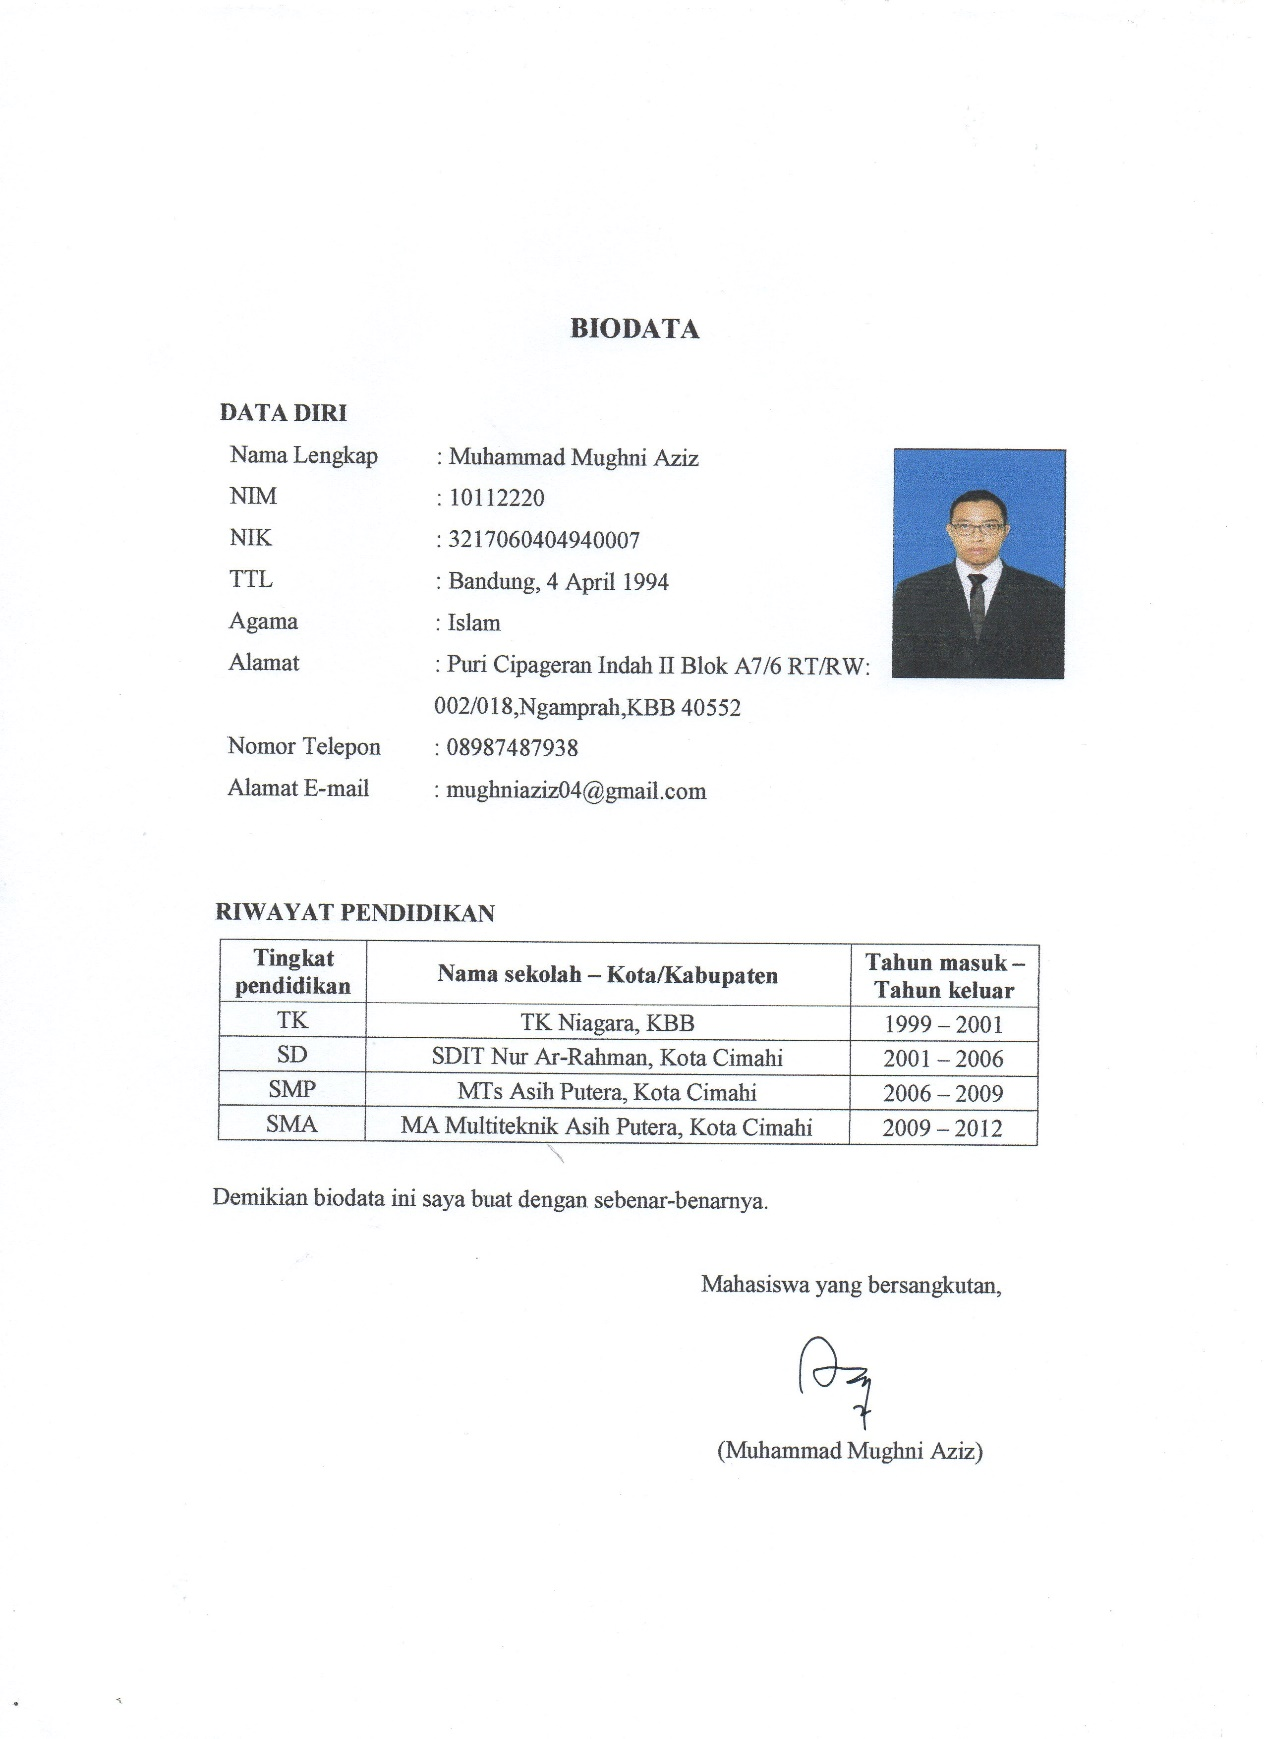 BIODATA
DATA DIRI
Nama Lengkap : Muhammad Mughni Aziz
NIM : 10112220
NIK : 3217060404940007
TTL : Bandung, 4 April 1994
Agama : Islam
Alamat : Puri Cipageran Indah II Blok A7/6 RT/RW:
002/018,Ngamprah,KBB 40552
Nomor Telepon : 08987487938
Alamat E-mail : mughniaziz04@gmail.com
RIWAYAT PENDIDIKAN
Tingkat pendidikan Nama sekolah – Kota/Kabupaten Tahun masuk – Tahun keluar
TK TK Niagara, KBB 1999 – 2001
SD SDIT Nur Ar-Rahman, Kota Cimahi 2001 – 2006
SMP MTs Asih Putera, Kota Cimahi 2006 – 2009
SMA MA Multiteknik Asih Putera, Kota Cimahi 2009 – 2012
Demikian biodata ini saya buat dengan sebenar-benarnya.
Mahasiswa yang bersangkutan,
(Muhammad Mughni Aziz)